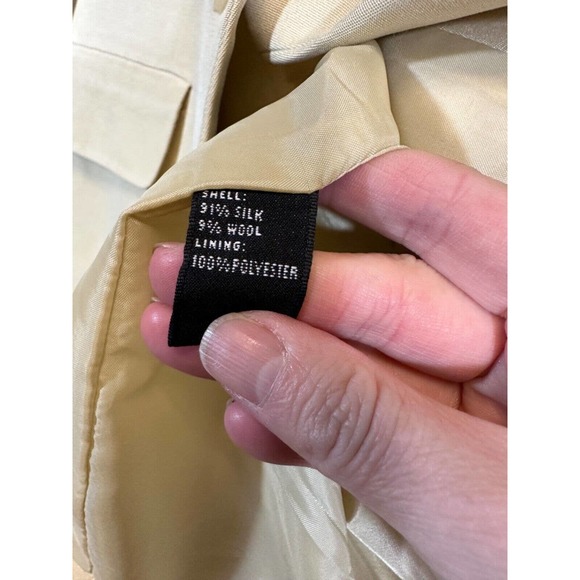 SHELL:
91% SILK
9% WOOL
LINING:
100% POLYESTER